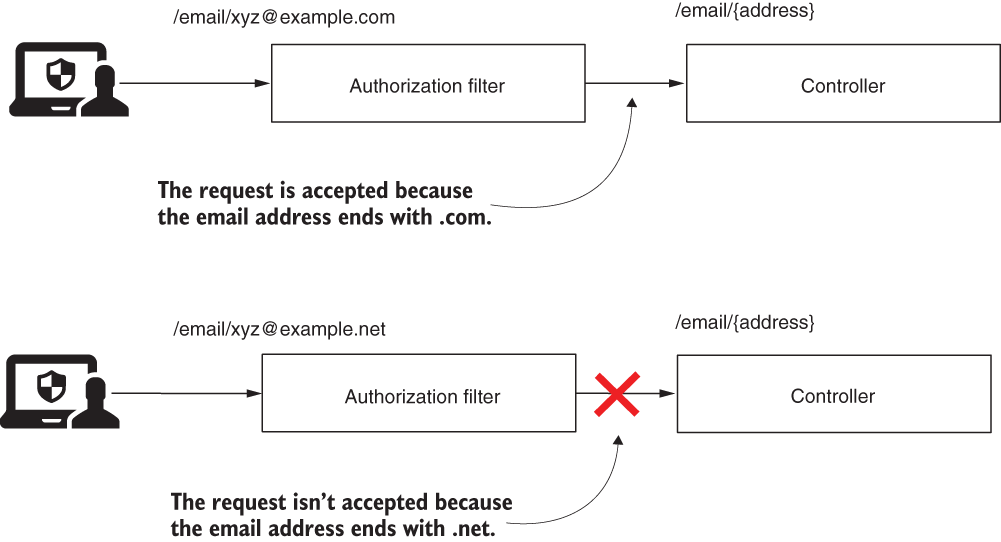 /email/xyz@example.com
/email/{address}
Authorization filter
Controller
The request is accepted because
the email address ends with .com.
/email/xyz@example.net
/email/{address}
Authorization filter
Controller
The request isn’t accepted because
the email address ends with .net.